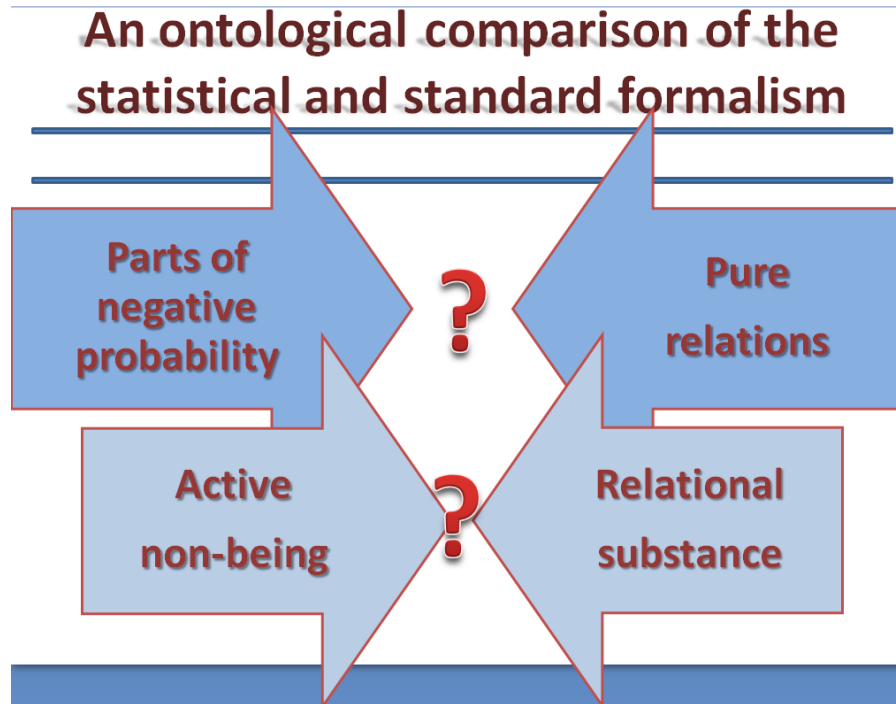 An ontological comparison of the
statistical and standard formalism
Parts of
negative
probability
?
Pure
relations
Active
non-being
?
Relational
substance